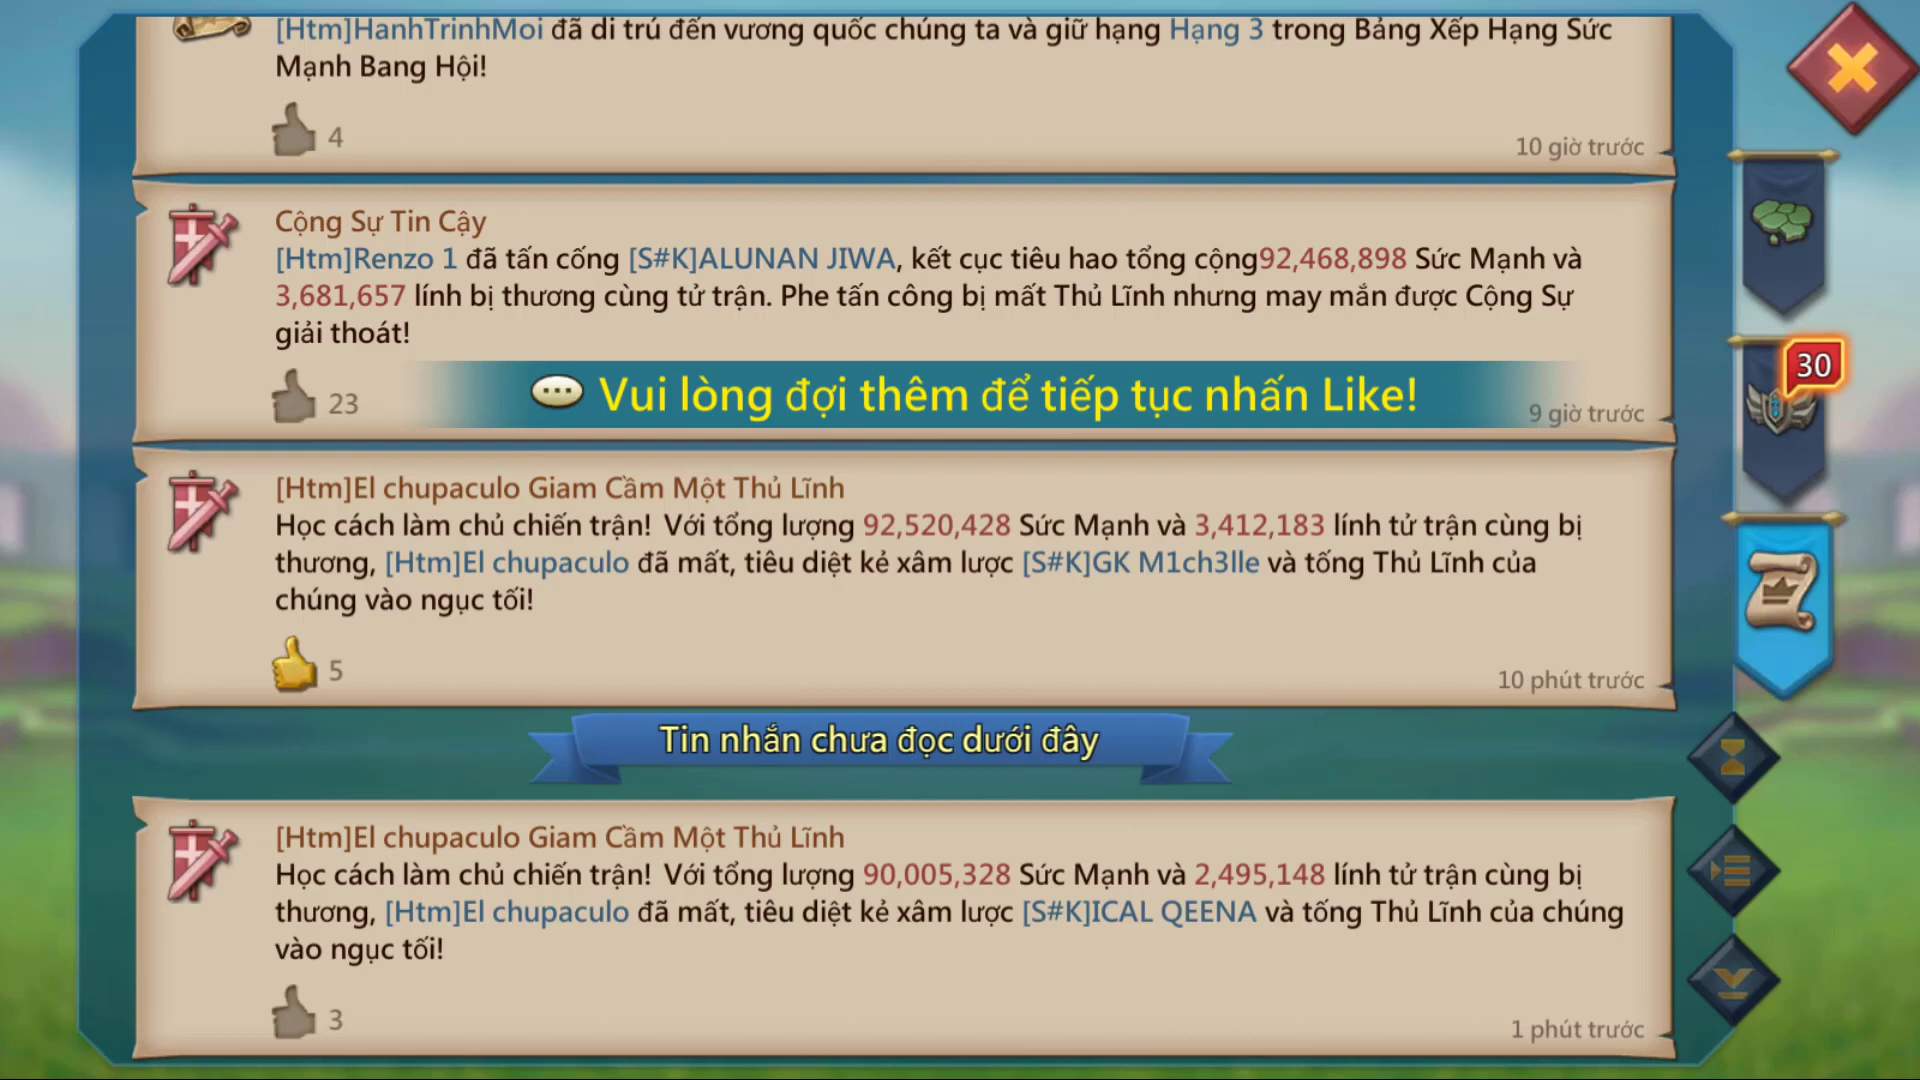 [Htm]HanhTrinhMoi đã di trú đến vương quốc chúng ta và giữ hạng Hạng 3 trong Bảng Xếp Hạng Sức
Mạnh Bang Hội!
4
10 giờ trước
Cộng Sự Tin Cậy
[Htm]Renzo 1 đã tấn cống [S#K]ALUNAN JIWA, kết cục tiêu hao tổng cộng92,468,898 Sức Mạnh và
3,681,657 lính bị thương cùng tử trận. Phe tấn công bị mất Thủ Lĩnh nhưng may mắn được Cộng Sự
giải thoát!
Vui lòng đợi thêm để tiếp tục nhấn Like!
23
9 giờ trước
30
[Htm]El chupaculo Giam Cầm Một Thủ Lĩnh
Học cách làm chủ chiến trận! Với tổng lượng 92,520,428 Sức Mạnh và 3,412,183 lính tử trận cùng bị
thương, [Htm]El chupaculo đã mất, tiêu diệt kẻ xâm lược [S#K]GK M1ch3lle và tống Thủ Lĩnh của
chúng vào ngục tối!
5
10 phút trước
Tin nhắn chưa đọc dưới đây
[Htm]El chupaculo Giam Cầm Một Thủ Lĩnh
Học cách làm chủ chiến trận! Với tổng lượng 90,005,328 Sức Mạnh và 2,495,148 lính tử trận cùng bị
thương, [Htm]El chupaculo đã mất, tiêu diệt kẻ xâm lược [S#K]ICAL QEENA và tống Thủ Lĩnh của chúng
vào ngục tối!
3
1 phút trước